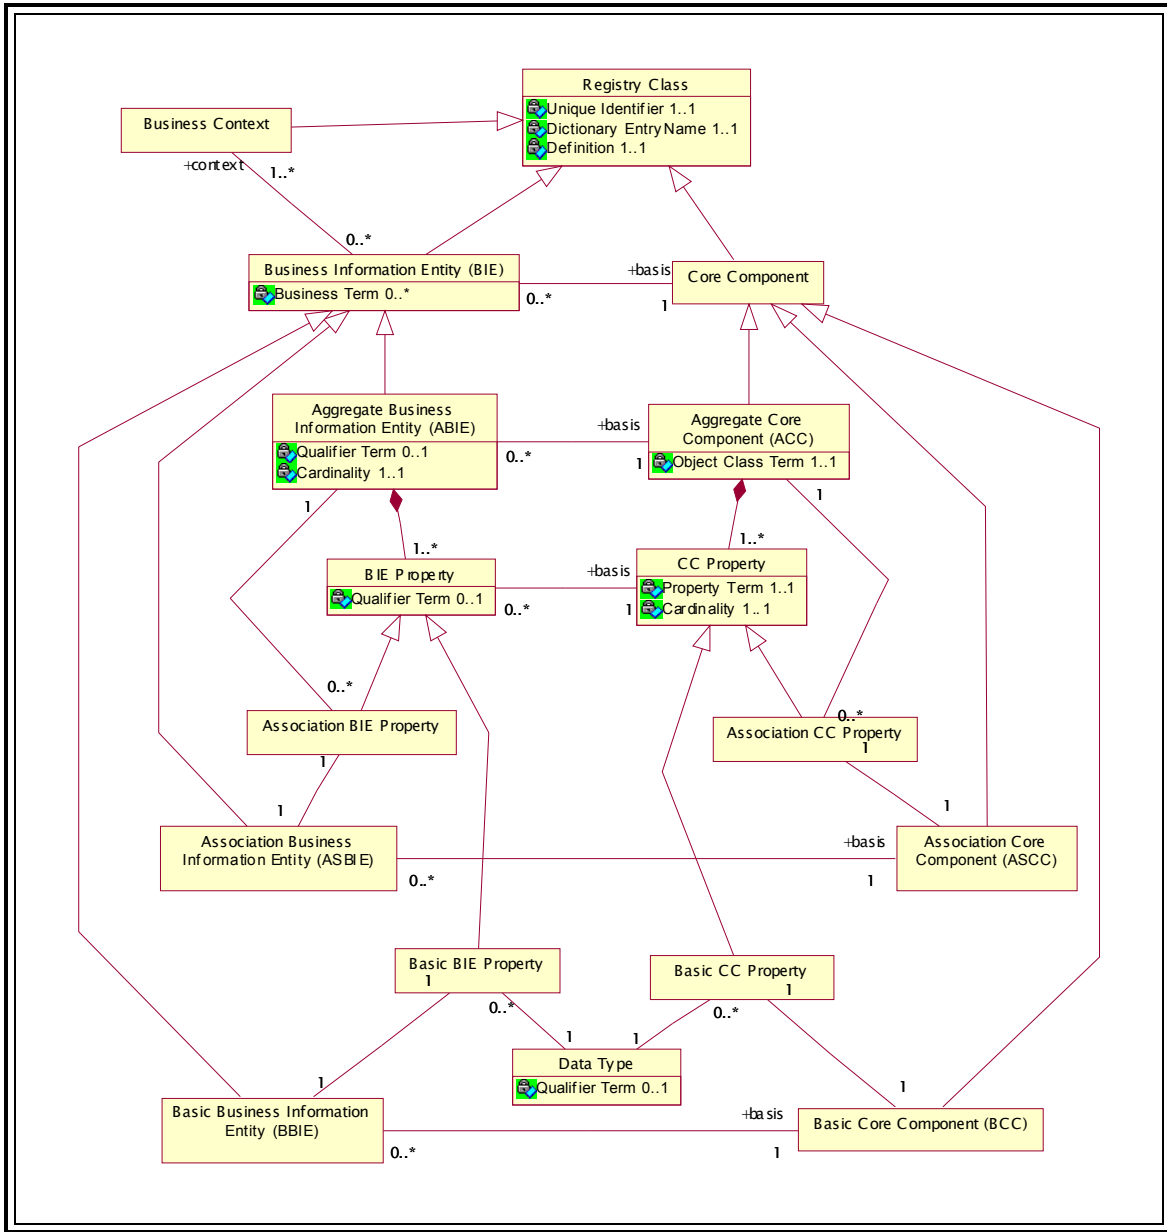 Registry Class
Unique Identifier 1..1
Dictionary EntryName 1..1
Definition 1..1
Business Context
+context
1..*
0..*
Business Information Entity (BIE)
Business Term 0..*
+basis
0..*
1
Core Component
Aggregate Business
Information Entity (ABIE)
Qualifier Term 0..1
Cardinality 1..1
+basis
0..*
1
Aggregate Core
Component (ACC)
Object Class Term 1..1
1
1
1..*
1..*
BIE Property
Qualifier Term 0..1
+basis
0..*
1
CC Property
Property Term 1..1
Cardinality 1..1
0..*
Association BIE Property
1
0..*
Association CC Property
1
1
1
Association Business
Information Entity (ASBIE)
+basis
0..*
1
Association Core
Component (ASCC)
Basic BIE Property
1
0..*
Basic CC Property
1
0..*
1
1
Data Type
Qualifier Term 0..1
1
1
Basic Business Information
Entity (BBIE)
+basis
0..*
1
Basic Core Component (BCC)